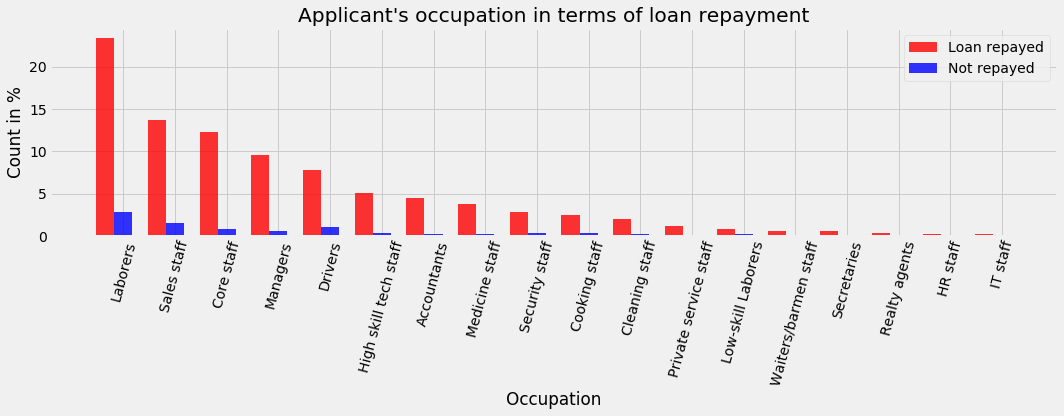 Applicant's occupation in terms of loan repayment
Loan repayed
Not repayed
Count in %
20
15
10
5
0
Laborers
Sales staff
Core staff
Managers
Drivers
High skill tech staff
Accountants
Medicine staff
Security staff
Cooking staff
Cleaning staff
Private service staff
Low-skill Laborers
Waiters/barmen staff
Secretaries
Realty agents
HR staff
IT staff
Occupation